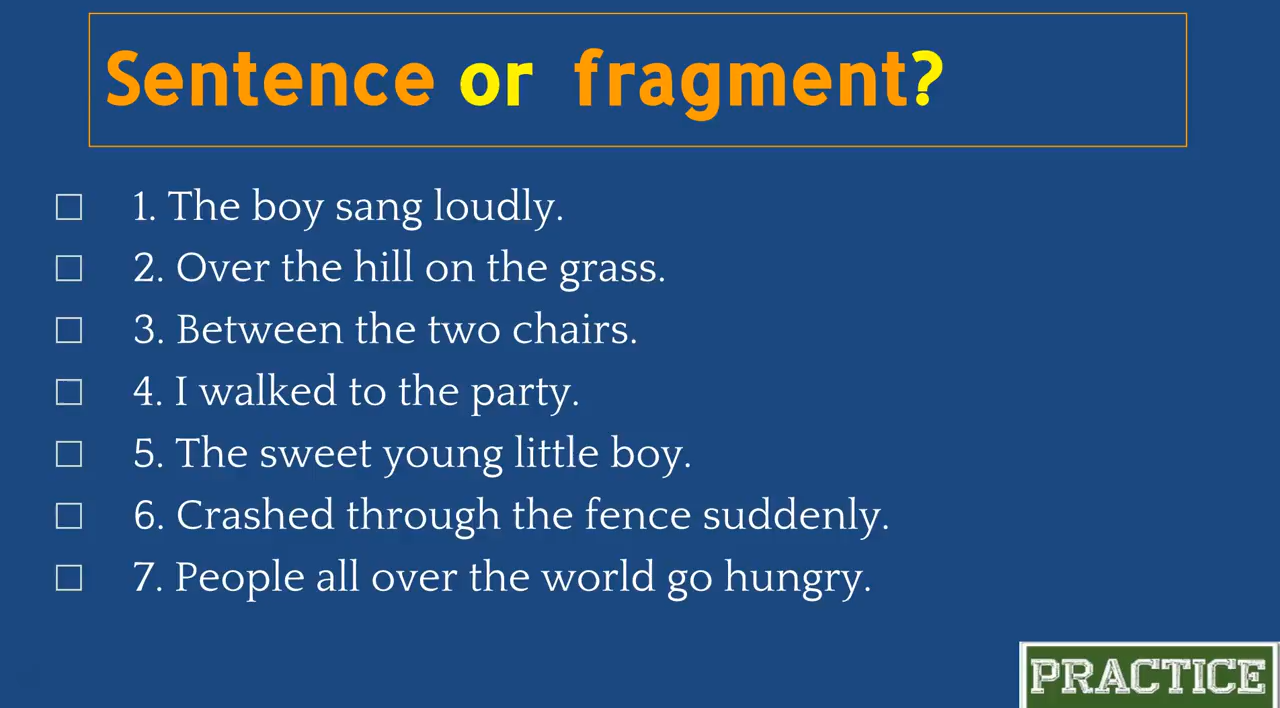 Sentence or fragment?
1. The boy sang loudly.
2. Over the hill on the grass.
3. Between the two chairs.
4. I walked to the party.
5. The sweet young little boy.
6. Crashed through the fence suddenly.
7. People all over the world go hungry.
PRACTICE